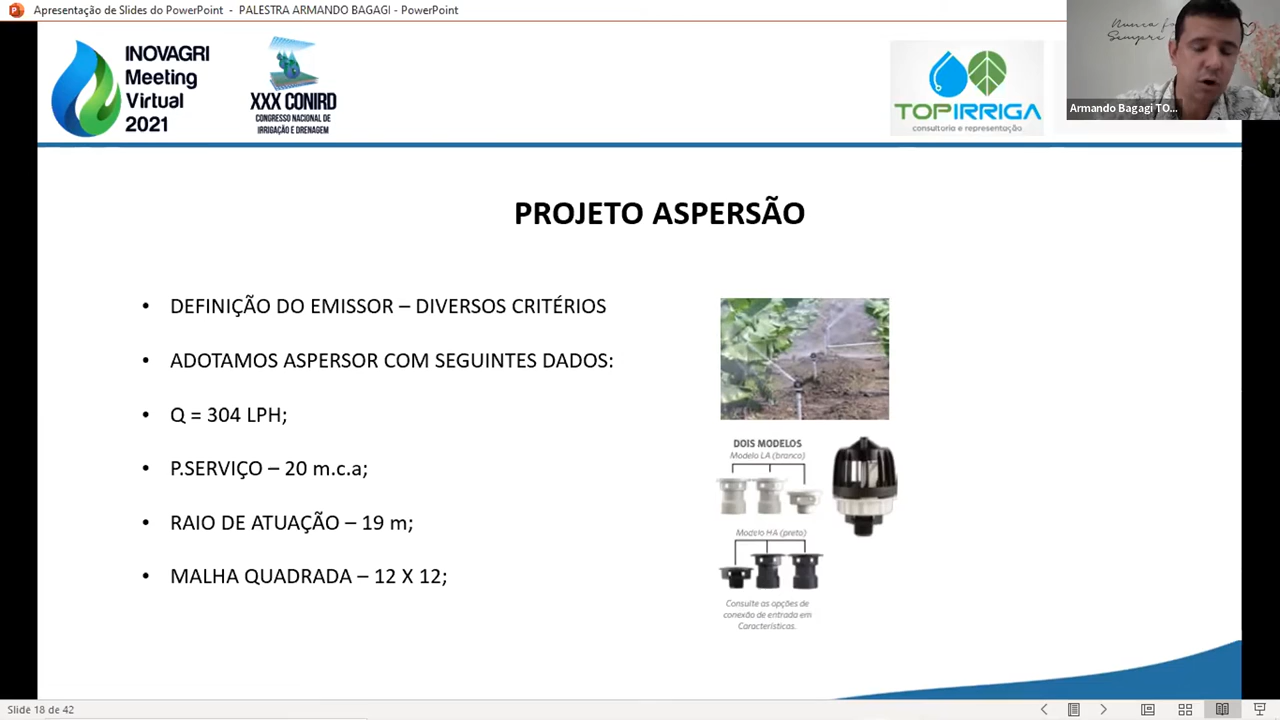 Apresentação de Slides do PowerPoint - PALESTRA ARMANDO BAGAGI - PowerPoint
INOVAGRI
Meeting
Virtual
2021
XXX CONIRD
CONGRESSO NACIONAL DE
IRRIGAÇÃO E DRENAGEM
TOPIRRIGA
consultoria e representação
Sempre
Armando Bagagi TO...
PROJETO ASPERSÃO
• DEFINIÇÃO DO EMISSOR – DIVERSOS CRITÉRIOS
• ADOTAMOS ASPERSOR COM SEGUINTES DADOS:
• Q = 304 LPH;
• P.SERVIÇO – 20 m.c.a;
• RAIO DE ATUAÇÃO – 19 m;
• MALHA QUADRADA – 12 X 12;
DOIS MODELOS
Modelo LA (branco)
Modelo HA (preto)
Consulte as opções de
conexão de entrada em
Características.
Slide 18 de 42